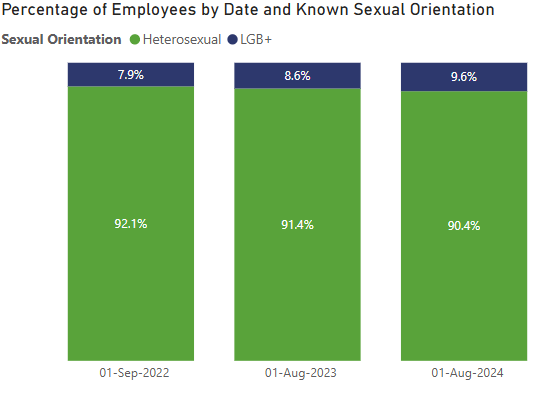 Percentage of Employees by Date and Known Sexual Orientation
Sexual Orientation Heterosexual LGB+
7.9% 8.6% 9.6%
92.1% 91.4% 90.4%
01-Sep-2022 01-Aug-2023 01-Aug-2024